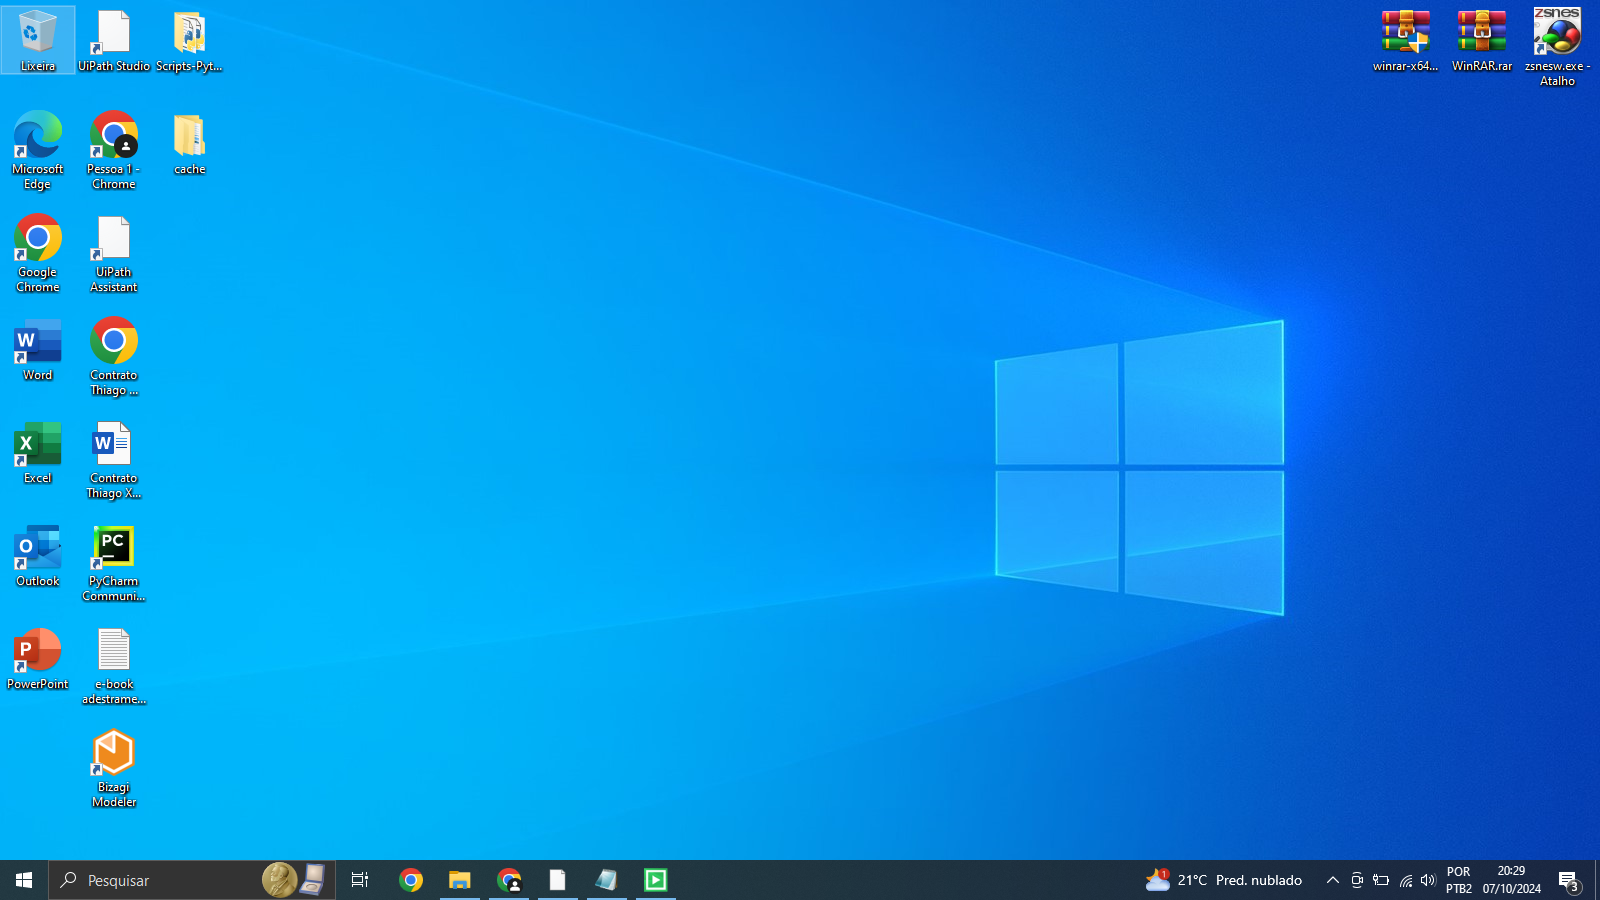 Lixeira
UiPath Studio
Scripts-Pyt...
winrar-x64...
WinRAR.rar
zsnes
zsnesw.exe -
Atalho
Microsoft
Edge
Pessoa 1 -
Chrome
cache
Google
Chrome
UiPath
Assistant
W
Word
Contrato
Thiago ...
X
Excel
W
Contrato
Thiago X...
O
Outlook
PC
PyCharm
Communi...
P
PowerPoint
e-book
adestrame...
Bizagi
Modeler
Pesquisar
1
21°C Pred. nublado
POR
PTB2
20:29
07/10/2024
3